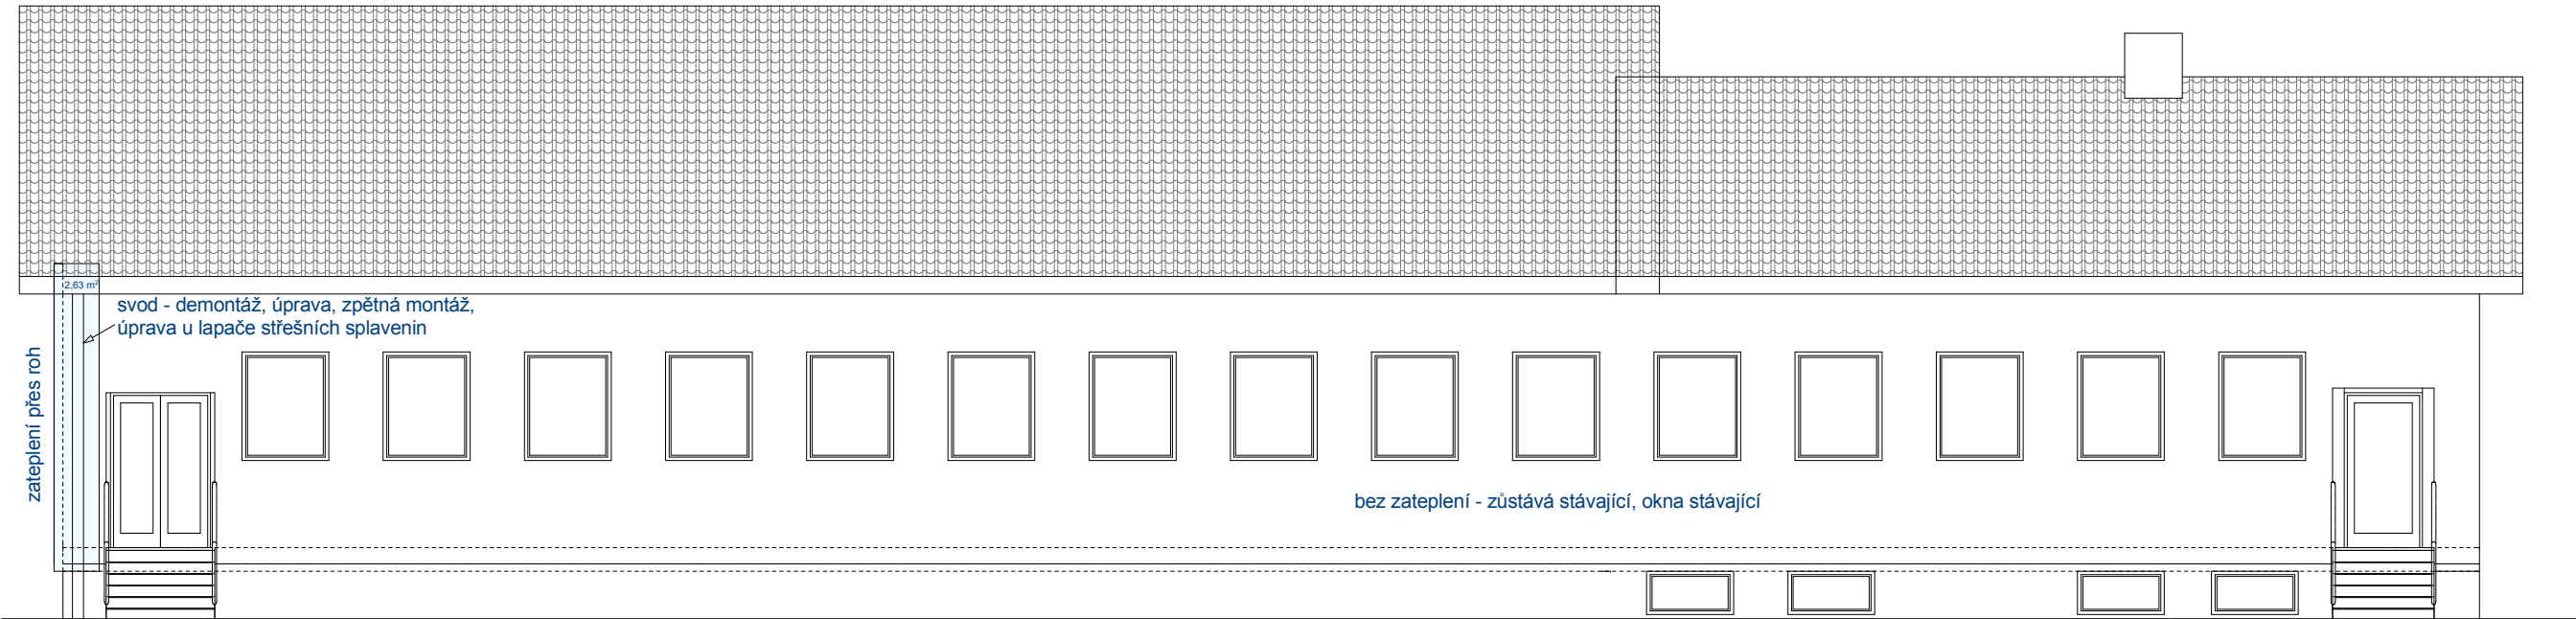 2,63 m²
svod - demontáž, úprava, zpětná montáž,
úprava u lapače střešních splavenin
zateplení přes roh
bez zateplení - zůstává stávající, okna stávající